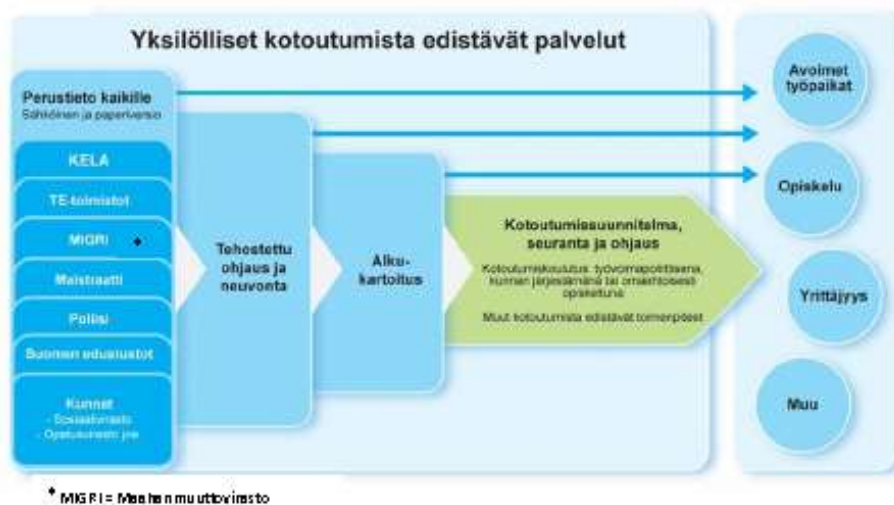 Yksilölliset kotoutumista edistävät palvelut
Perustieto kaikille
Sähköinen ja paperiversio
KELA
TE-toimistot
MIGRI *
Maistraatti
Poliisi
Suomen edustustot
Kunnat
- Sosiaalivirasto
- Opetusvirasto jne
Tehostettu
ohjaus ja
neuvonta
Alku-
kartoitus
Kotoutumissuunnitelma,
seuranta ja ohjaus
Kotoutumiskoulutus: työvoimapoliittisena,
kunnan järjestämänä tai omaehtoisesti
opiskeltuna
Muut kotoutumista edistävät toimenpiteet
Avoimet
työpaikat
Opiskelu
Yrittäjyys
Muu
* MIGRI = Maahanmuuttovirasto